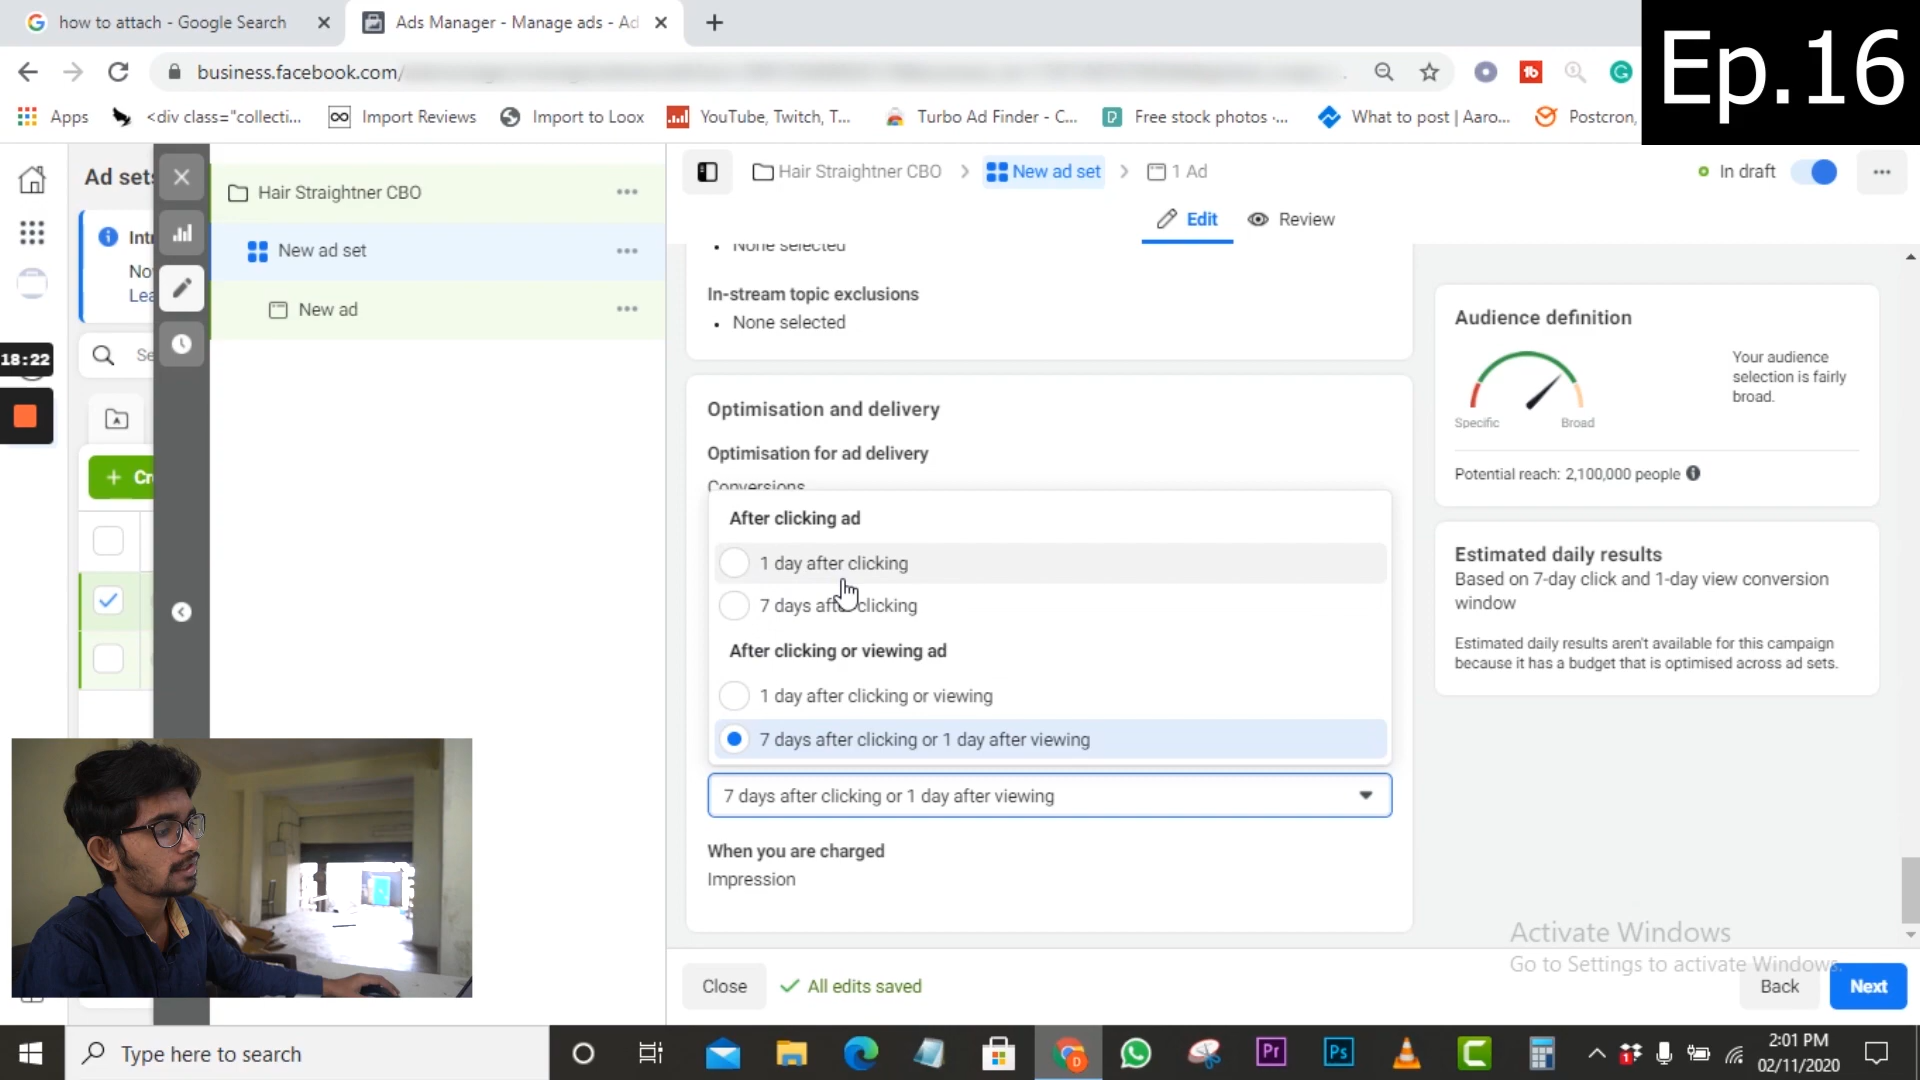 how to attach - Google Search
Ads Manager - Manage ads - Ad
Ep.16
business.facebook.com/
Apps
<div class="collecti...
Import Reviews
Import to Loox
YouTube, Twitch, T...
Turbo Ad Finder - C...
Free stock photos ·...
What to post | Aaro...
Postcron,
Ad sets
Hair Straightner CBO
New ad set
New ad
Hair Straightner CBO
New ad set
1 Ad
In draft
Edit
Review
None selected
In-stream topic exclusions
None selected
Optimisation and delivery
Optimisation for ad delivery
Conversions
After clicking ad
1 day after clicking
7 days after clicking
After clicking or viewing ad
1 day after clicking or viewing
7 days after clicking or 1 day after viewing
7 days after clicking or 1 day after viewing
When you are charged
Impression
Audience definition
Your audience
selection is fairly
broad.
Specific
Broad
Potential reach: 2,100,000 people
Estimated daily results
Based on 7-day click and 1-day view conversion
window
Estimated daily results aren't available for this campaign
because it has a budget that is optimised across ad sets.
Intr
No
Lea
Se
18:22
+ Cr
Close
All edits saved
Activate Windows
Go to Settings to activate Windows.
Back
Next
Type here to search
Pr
Ps
2:01 PM
02/11/2020